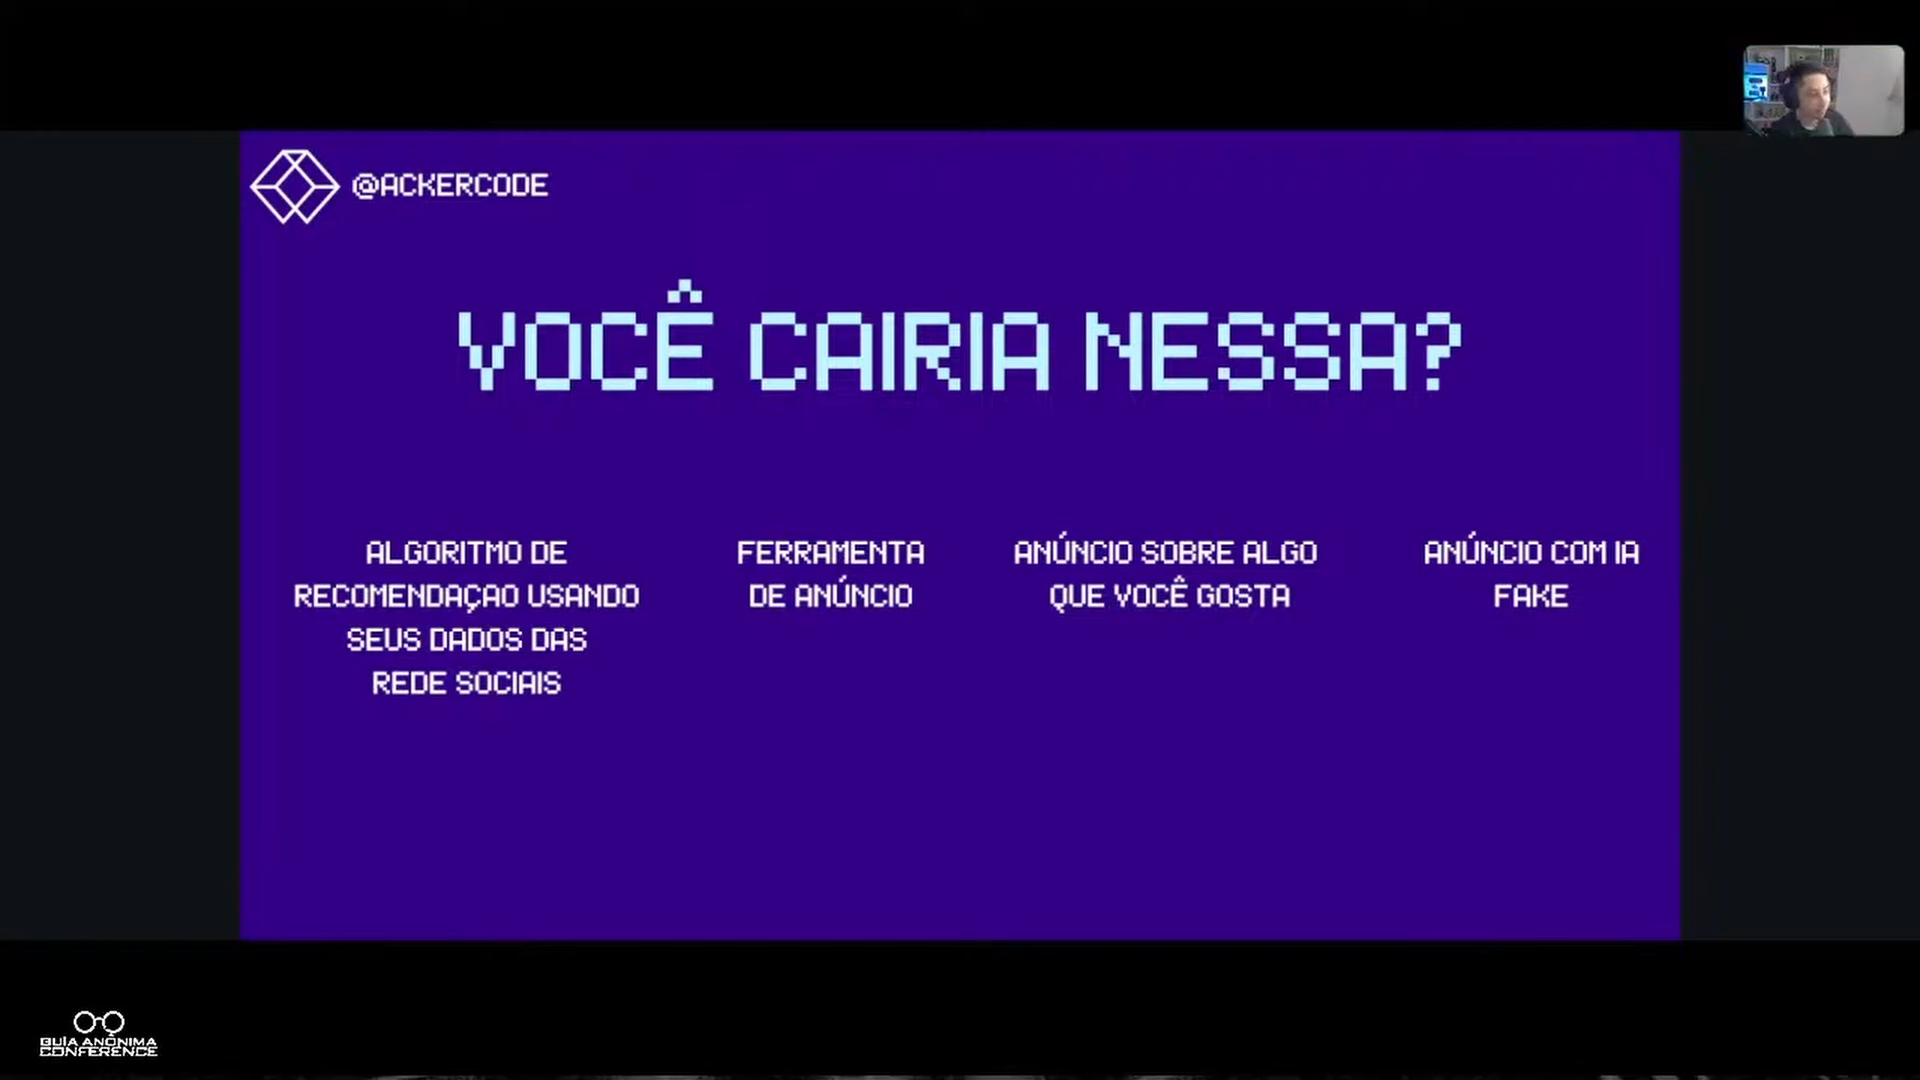 @ACKERCODE
VOCÊ CAIRIA NESSA?
ALGORITMO DE
RECOMENDAÇAO USANDO
SEUS DADOS DAS
REDE SOCIAIS
FERRAMENTA
DE ANÚNCIO
ANÚNCIO SOBRE ALGO
QUE VOCÊ GOSTA
ANÚNCIO COM IA
FAKE
GUIA ANÔNIMA
CONFERENCE